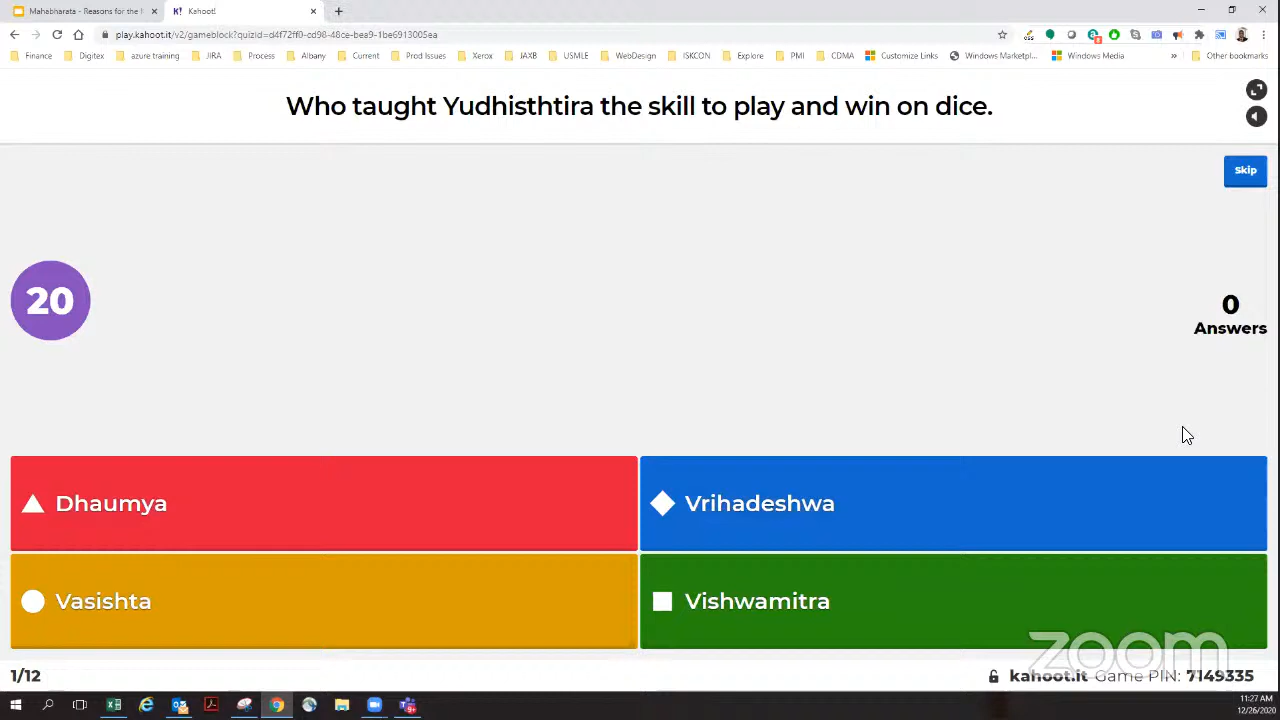 Mahabharata - Reasons for the
Kahoot!
play.kahoot.it/v2/gameblock?quizid=d4f72ff0-cd98-48ce-bea9-1be6913005ea
Finance Digitex azure training JIRA Process Albany Current Prod Issues Xerox JAXB USMLE WebDesign ISKCON Explore PMI CDMA Customize Links Windows Marketpl... Windows Media » Other bookmarks
Who taught Yudhisthtira the skill to play and win on dice.
Skip
20
0
Answers
Dhaumya
Vrihadeshwa
Vasishta
Vishwamitra
zoom
1/12
kahoot.it Game PIN: 7149335
11:27 AM
12/26/2020